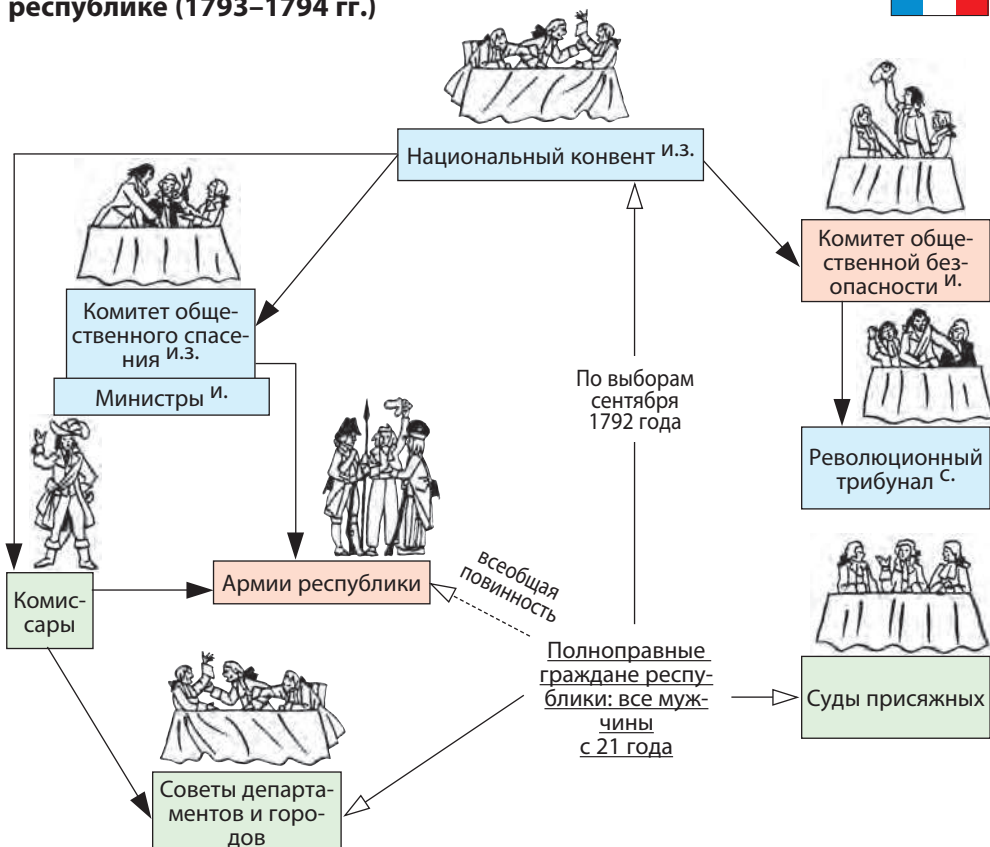 республике (1793–1794 гг.)
Национальный конвент и.з.
Комитет обще-
ственной без-
опасности и.
Комитет обще-
ственного спасе-
ния и.з.
Министры и.
По выборам
сентября
1792 года
Революционный
трибунал с.
Комис-
сары
Армии республики
всеобщая
повинность
Полноправные
граждане респу-
блики: все муж-
чины
с 21 года
Суды присяжных
Советы департа-
ментов и горо-
дов